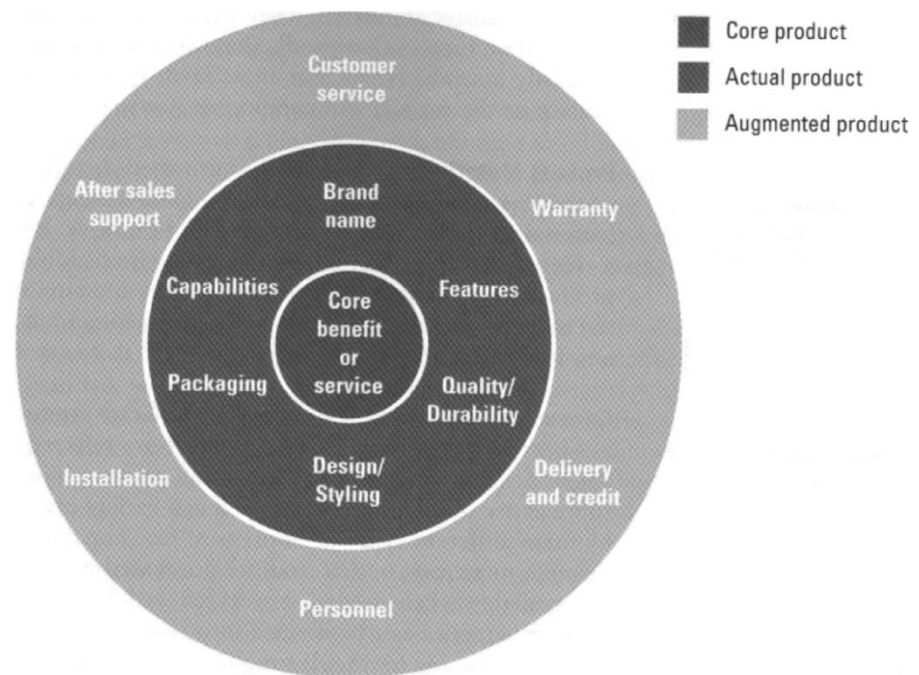 Core product
Actual product
Augmented product
Customer
service
After sales
support
Brand
name
Warranty
Capabilities
Features
Core
benefit
or
service
Packaging
Quality/
Durability
Design/
Styling
Installation
Delivery
and credit
Personnel